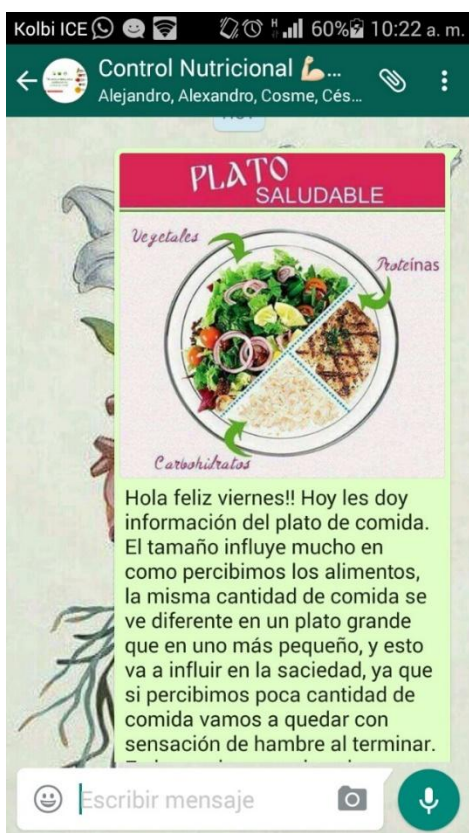 Kolbi ICE 60% 10:22 a. m.
Control Nutricional 💪...
Alejandro, Alexandro, Cosme, Cés...
PLATO
SALUDABLE
Vegetales
Proteínas
Carbohidratos
Hola feliz viernes!! Hoy les doy
información del plato de comida.
El tamaño influye mucho en
como percibimos los alimentos,
la misma cantidad de comida se
ve diferente en un plato grande
que en uno más pequeño, y esto
va a influir en la saciedad, ya que
si percibimos poca cantidad de
comida vamos a quedar con
sensación de hambre al terminar.
Escribir mensaje